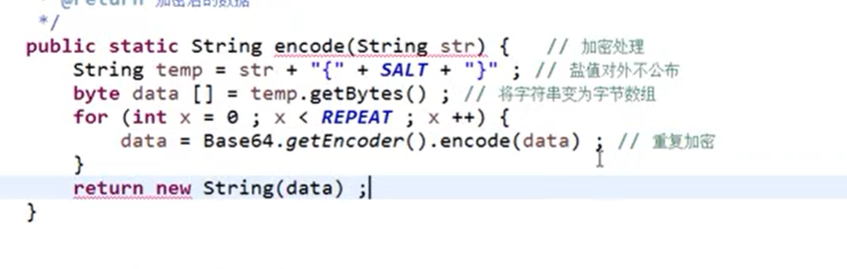 * @return 加密后的数据
*/
public static String encode(String str) { // 加密处理
String temp = str + "{" + SALT + "}" ; // 盐值对外不公布
byte data [] = temp.getBytes() ; // 将字符串变为字节数组
for (int x = 0 ; x < REPEAT ; x ++) {
data = Base64.getEncoder().encode(data) ; // 重复加密
}
return new String(data) ;
}